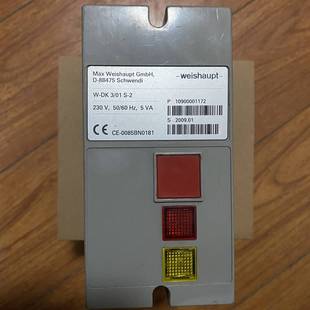 Max Weishaupt GmbH,
D-88475 Schwendi
-weishaupt-
W-DK 3/01 S-2
230 V, 50/60 Hz, 5 VA
P 10900001172
S 2009.01
CE-0085BN0181